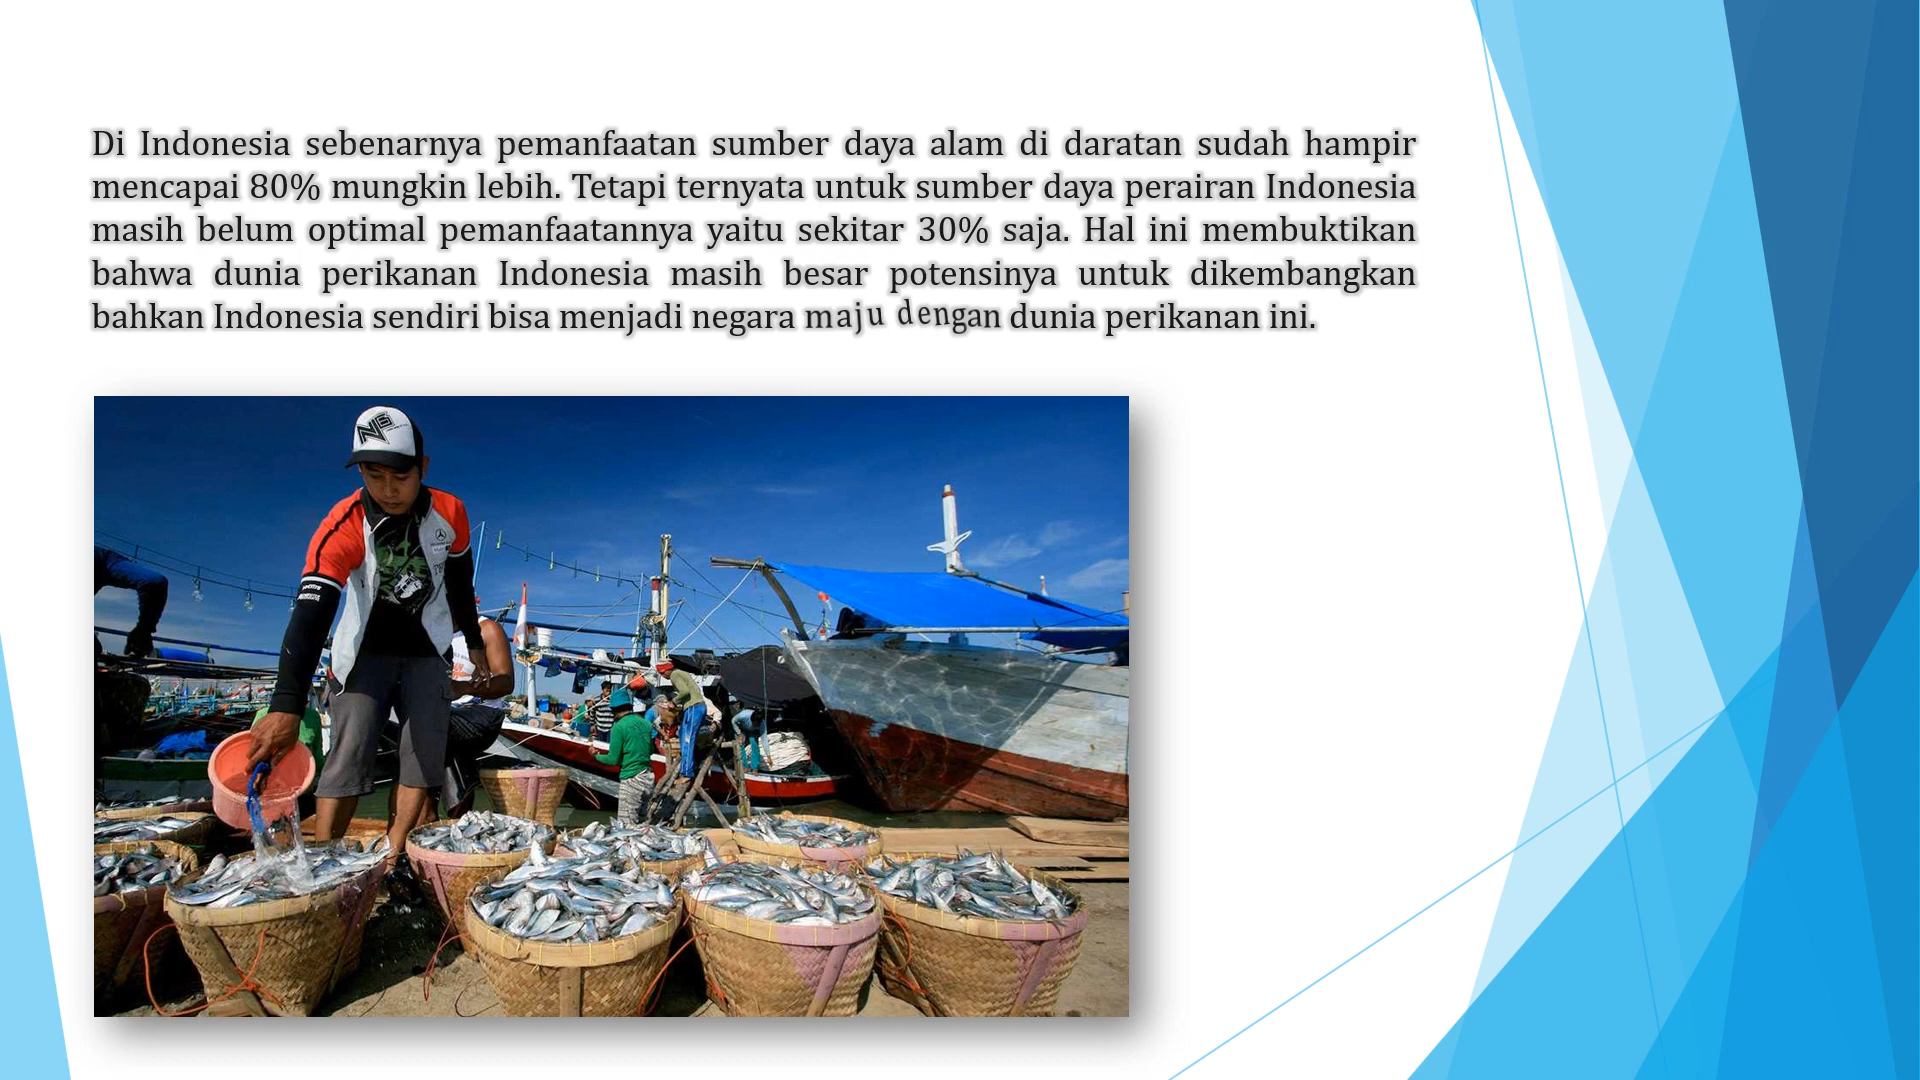 Di Indonesia sebenarnya pemanfaatan sumber daya alam di daratan sudah hampir
mencapai 80% mungkin lebih. Tetapi ternyata untuk sumber daya perairan Indonesia
masih belum optimal pemanfaatannya yaitu sekitar 30% saja. Hal ini membuktikan
bahwa dunia perikanan Indonesia masih besar potensinya untuk dikembangkan
bahkan Indonesia sendiri bisa menjadi negara maju dengan dunia perikanan ini.